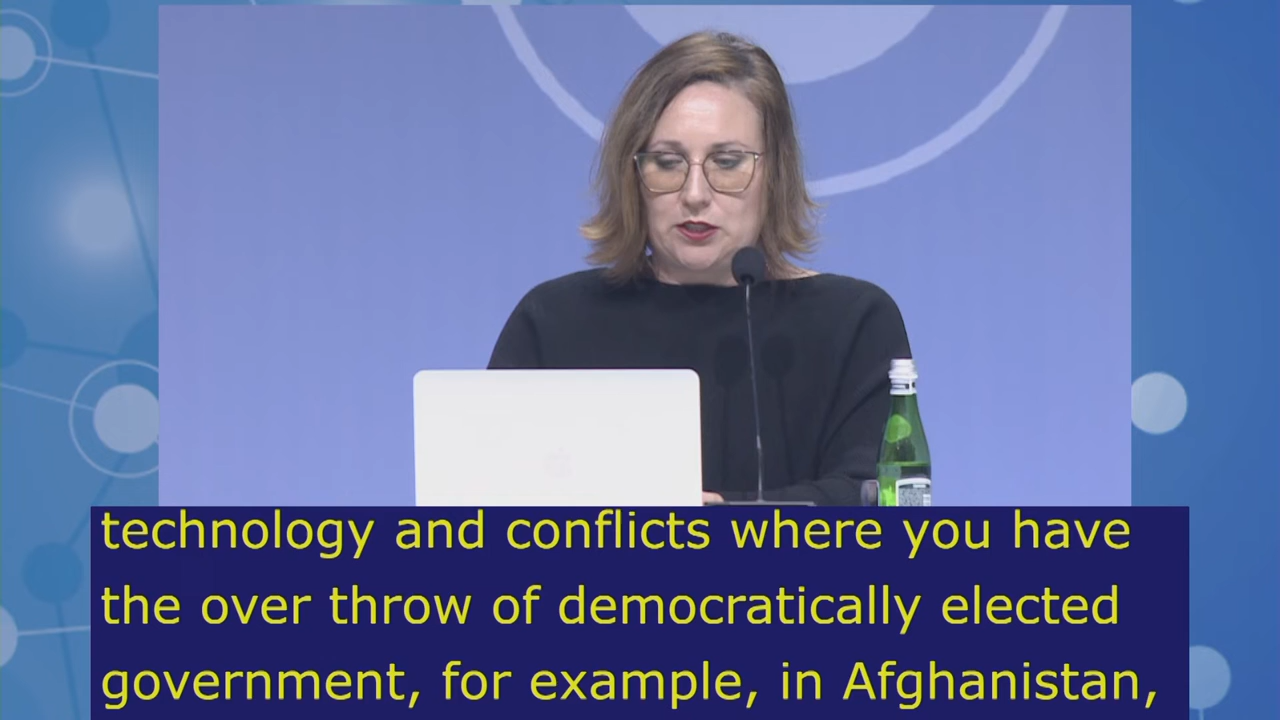 technology and conflicts where you have
the over throw of democratically elected
government, for example, in Afghanistan,